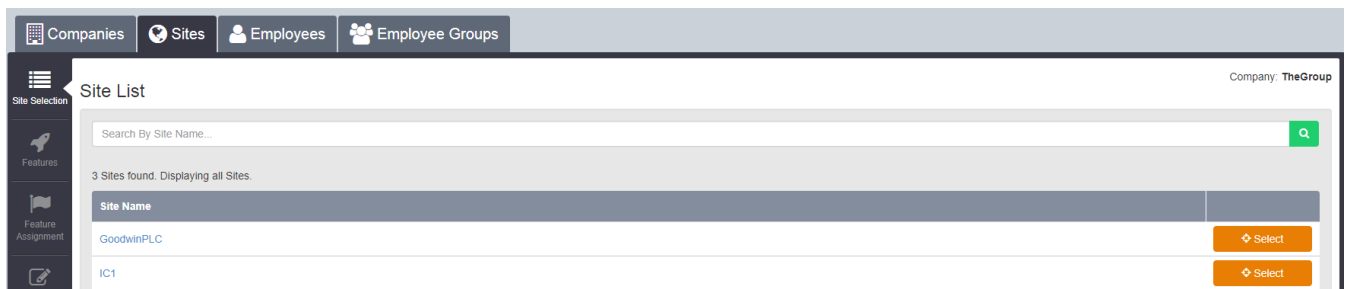 Companies
Sites
Employees
Employee Groups
Site Selection
Features
Feature
Assignment
Site List
Company: TheGroup
Search By Site Name...
3 Sites found. Displaying all Sites.
Site Name
GoodwinPLC
Select
IC1
Select